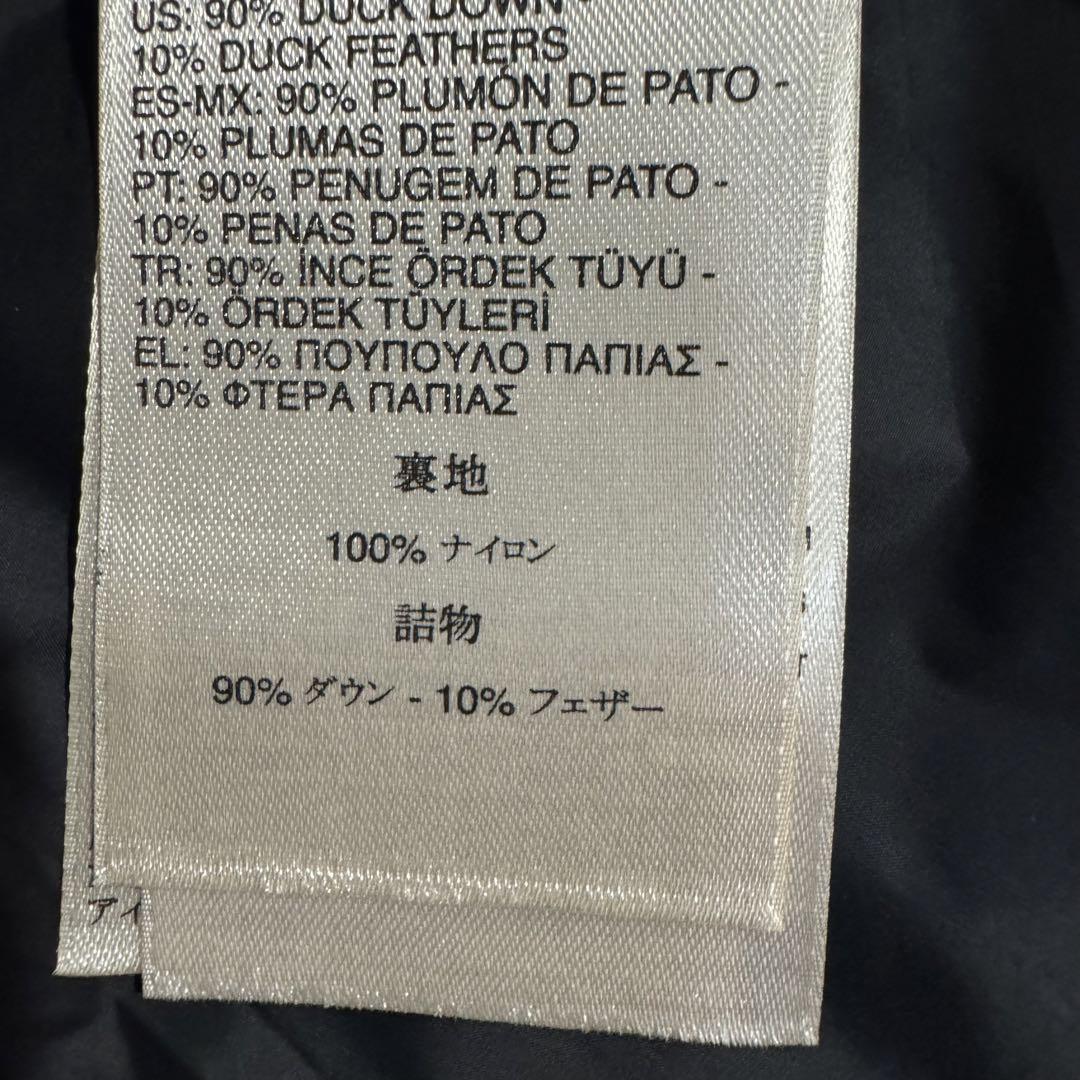 US: 90% DUCK DOWN -
10% DUCK FEATHERS
ES-MX: 90% PLUMÓN DE PATO -
10% PLUMAS DE PATO
PT: 90% PENUGEM DE PATO -
10% PENAS DE PATO
TR: 90% İNCE ÖRDEK TÜYÜ -
10% ÖRDEK TÜYLERİ
EL: 90% ΠΟΥΠΟΥΛΟ ΠΑΠΙΑΣ -
10% ΦΤΕΡΑ ΠΑΠΙΑΣ
裏地
100% ナイロン
詰物
90% ダウン - 10% フェザー
アイ